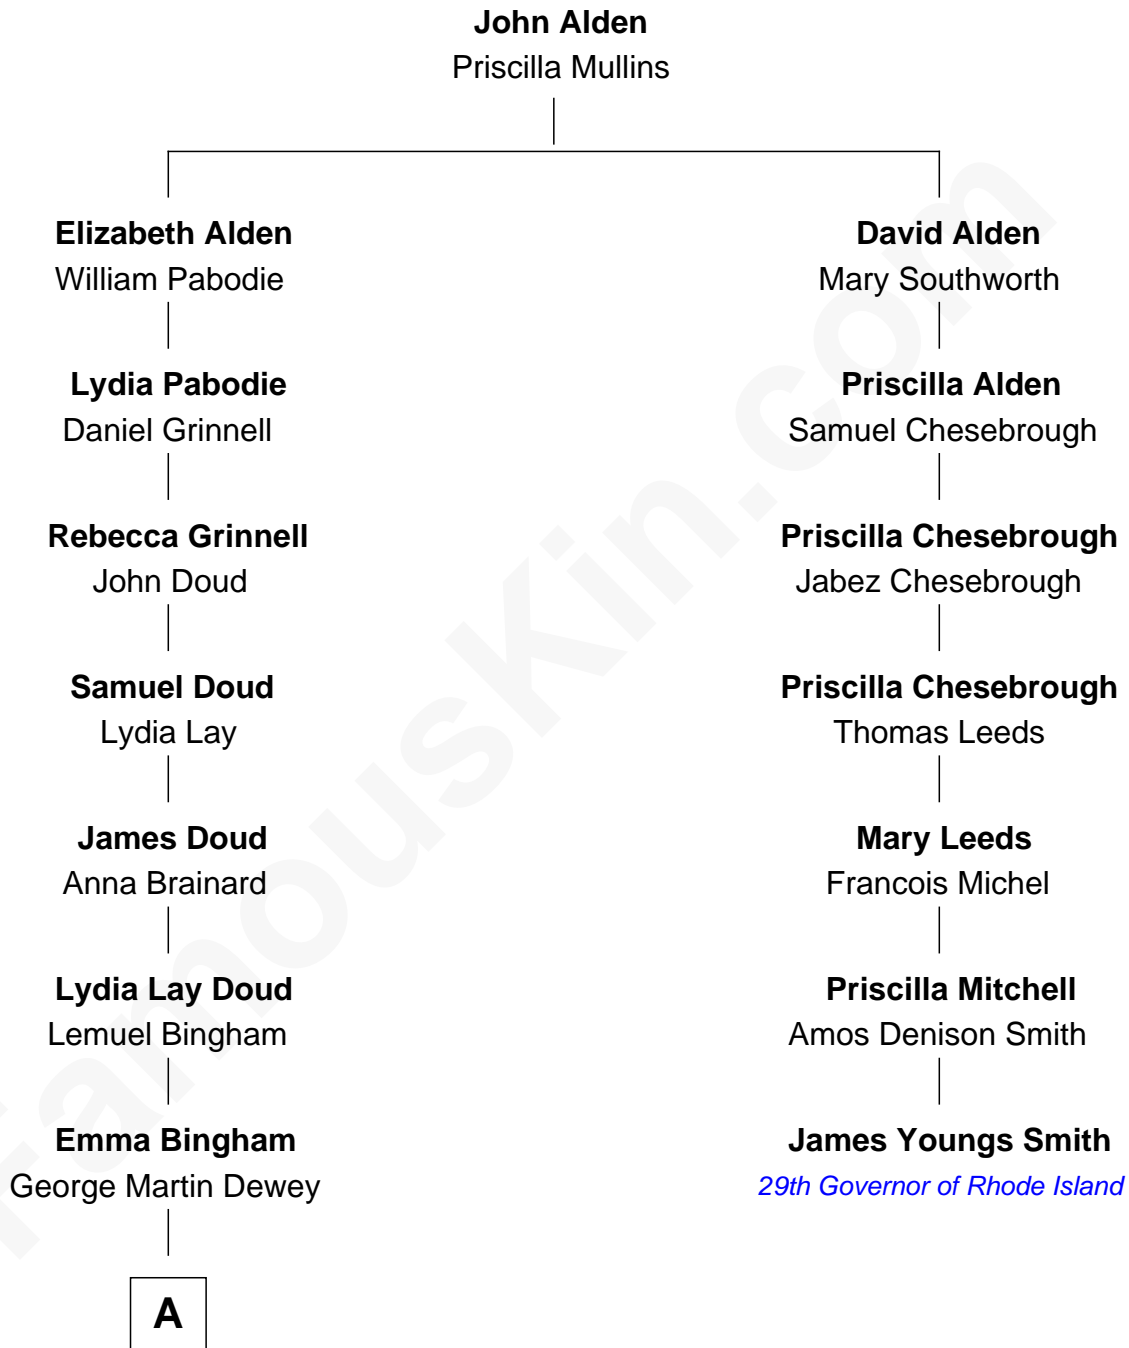 John Alden
Priscilla Mullins
Elizabeth Alden
William Pabodie
David Alden
Mary Southworth
Lydia Pabodie
Daniel Grinnell
Priscilla Alden
Samuel Chesebrough
Rebecca Grinnell
John Doud
Priscilla Chesebrough
Jabez Chesebrough
Samuel Doud
Lydia Lay
Priscilla Chesebrough
Thomas Leeds
James Doud
Anna Brainard
Mary Leeds
Francois Michel
Lydia Lay Doud
Lemuel Bingham
Priscilla Mitchell
Amos Denison Smith
Emma Bingham
George Martin Dewey
James Youngs Smith
29th Governor of Rhode Island
A
FamousKin.com